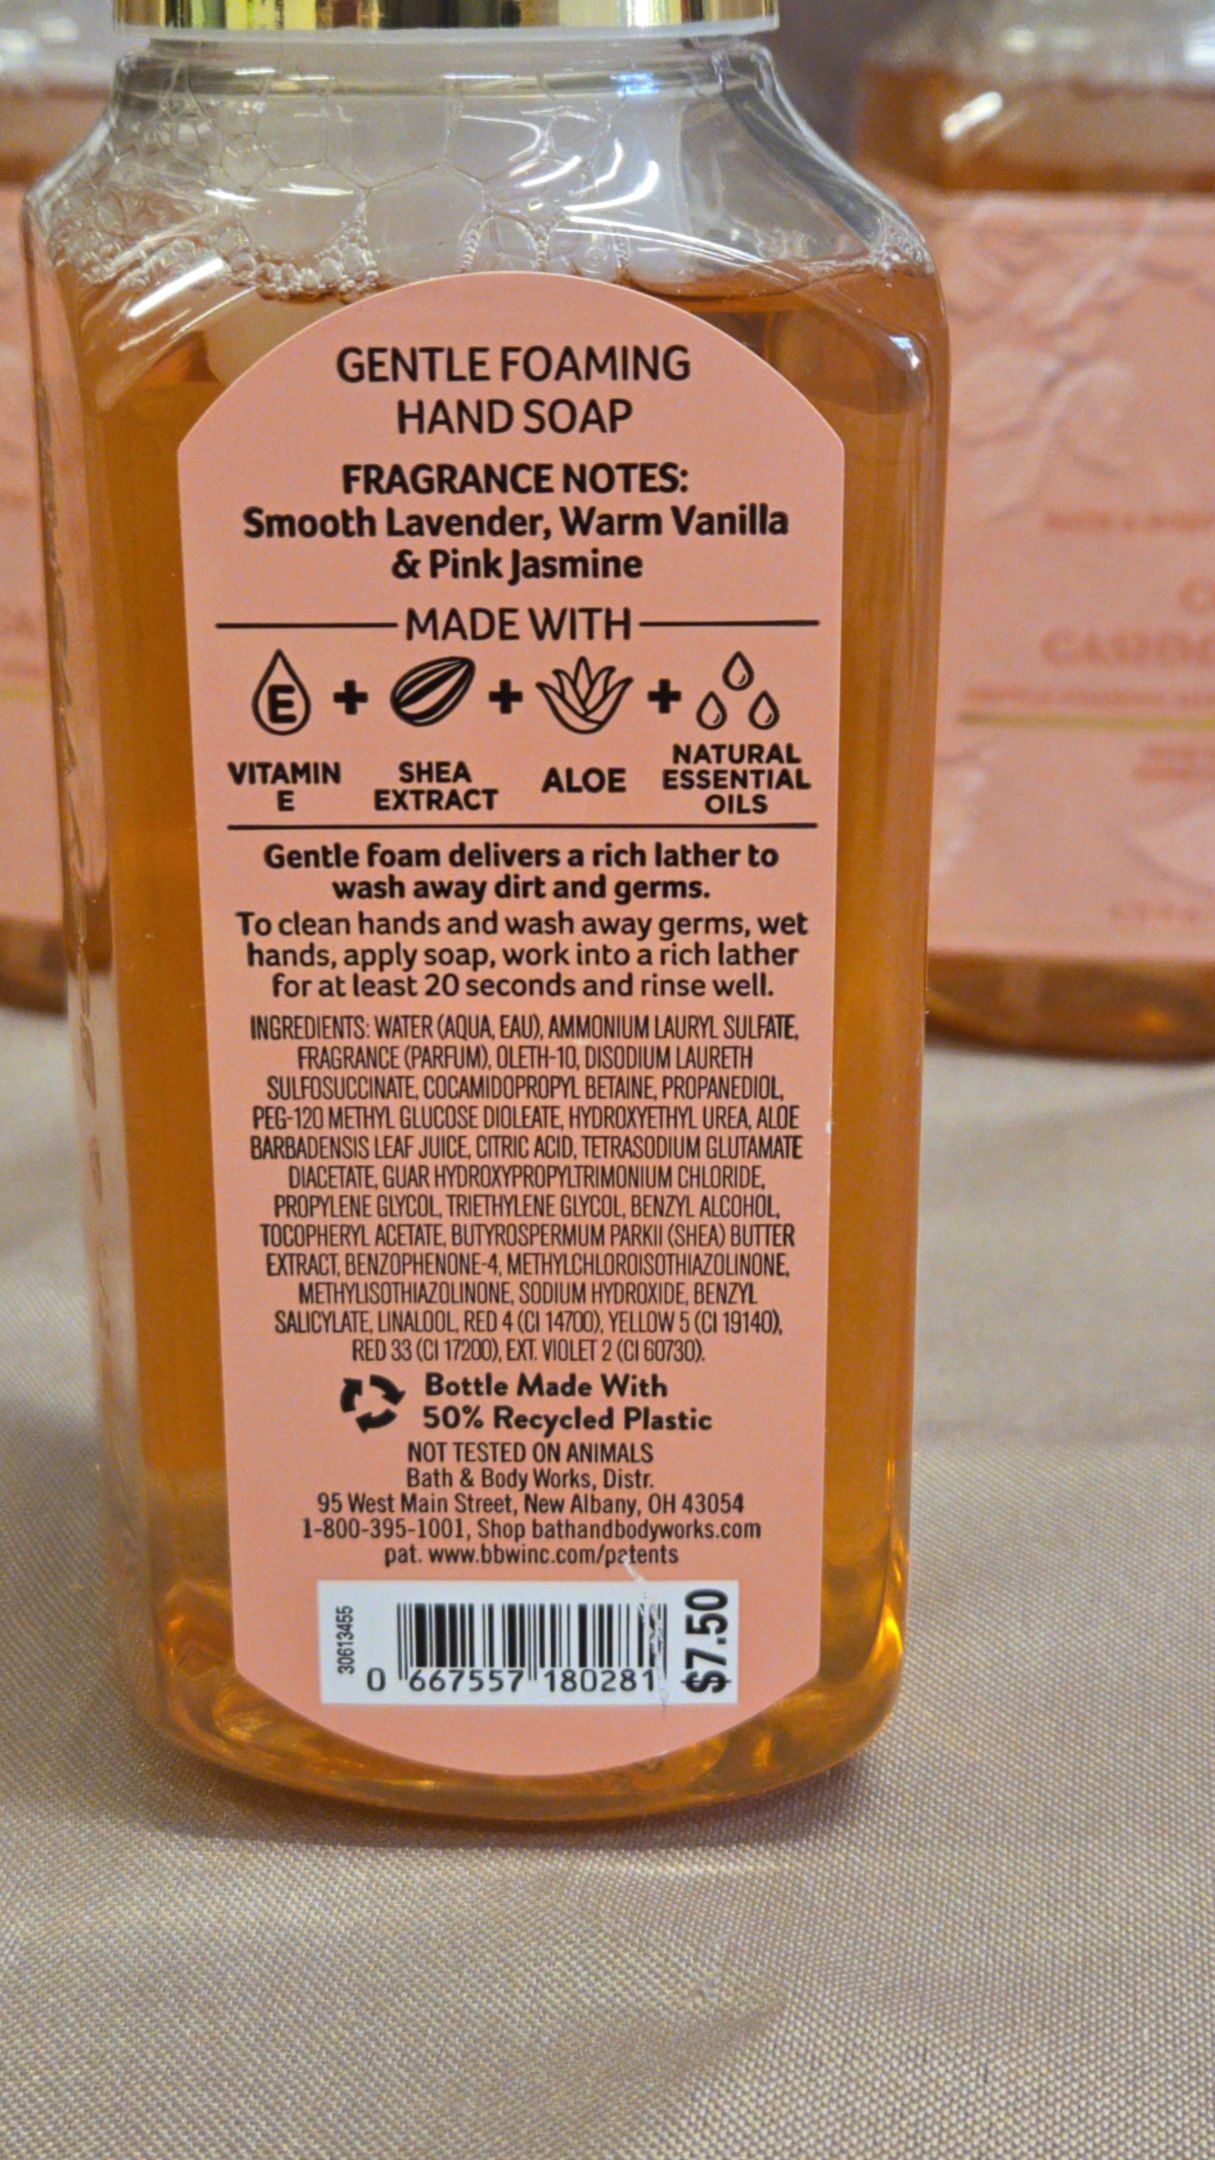 GENTLE FOAMING
HAND SOAP
FRAGRANCE NOTES:
Smooth Lavender, Warm Vanilla
& Pink Jasmine
MADE WITH
E
VITAMIN
E
SHEA
EXTRACT
ALOE
NATURAL
ESSENTIAL
OILS
Gentle foam delivers a rich lather to
wash away dirt and germs.
To clean hands and wash away germs, wet
hands, apply soap, work into a rich lather
for at least 20 seconds and rinse well.
INGREDIENTS: WATER (AQUA, EAU), AMMONIUM LAURYL SULFATE,
FRAGRANCE (PARFUM), OLETH-10, DISODIUM LAURETH
SULFOSUCCINATE, COCAMIDOPROPYL BETAINE, PROPANEDIOL,
PEG-120 METHYL GLUCOSE DIOLEATE, HYDROXYETHYL UREA, ALOE
BARBADENSIS LEAF JUICE, CITRIC ACID, TETRASODIUM GLUTAMATE
DIACETATE, GUAR HYDROXYPROPYLTRIMONIUM CHLORIDE,
PROPYLENE GLYCOL, TRIETHYLENE GLYCOL, BENZYL ALCOHOL,
TOCOPHERYL ACETATE, BUTYROSPERMUM PARKII (SHEA) BUTTER
EXTRACT, BENZOPHENONE-4, METHYLCHLOROISOTHIAZOLINONE,
METHYLISOTHIAZOLINONE, SODIUM HYDROXIDE, BENZYL
SALICYLATE, LINALOOL, RED 4 (CI 14700), YELLOW 5 (CI 19140),
RED 33 (CI 17200), EXT. VIOLET 2 (CI 60730).
Bottle Made With
50% Recycled Plastic
NOT TESTED ON ANIMALS
Bath & Body Works, Distr.
95 West Main Street, New Albany, OH 43054
1-800-395-1001, Shop bathandbodyworks.com
pat. www.bbwinc.com/patents
30613455
0 667557 180281
$7.50